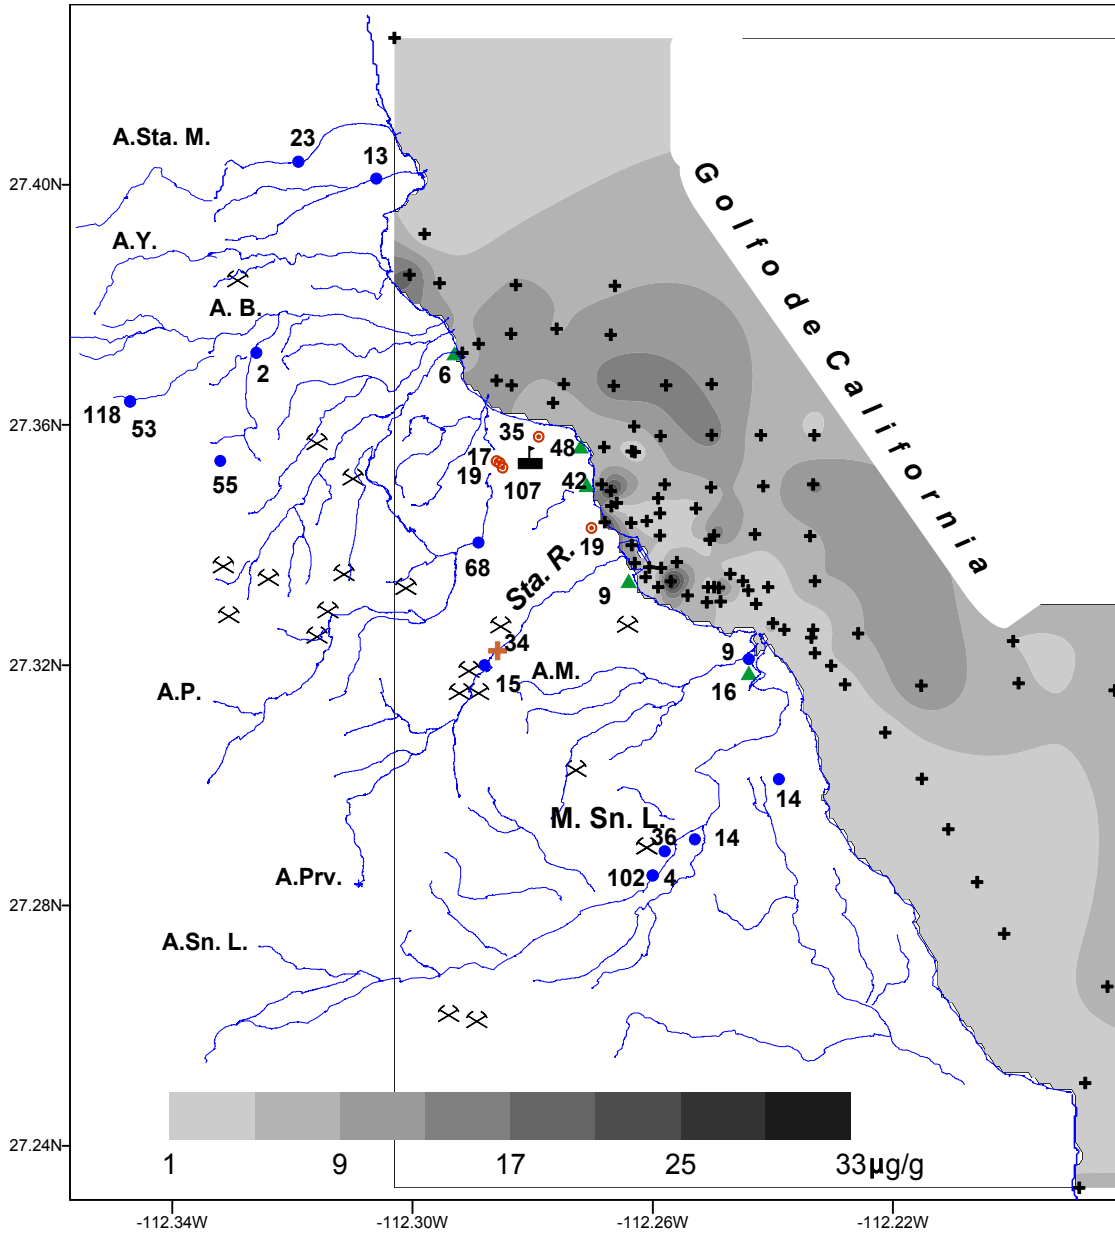 23
A.Sta. M.
13
27.40N
Golfo de California
A.Y.
A. B.
2
6
118
53
27.36N
35
48
17
19
107
42
55
19
68
Sta. R.
9
34
9
27.32N
15
A.M.
16
A.P.
14
M. Sn. L.
36
14
102
4
A.Prv.
27.28N
A.Sn. L.
27.24N
1
9
17
25
33µg/g
-112.34W
-112.30W
-112.26W
-112.22W